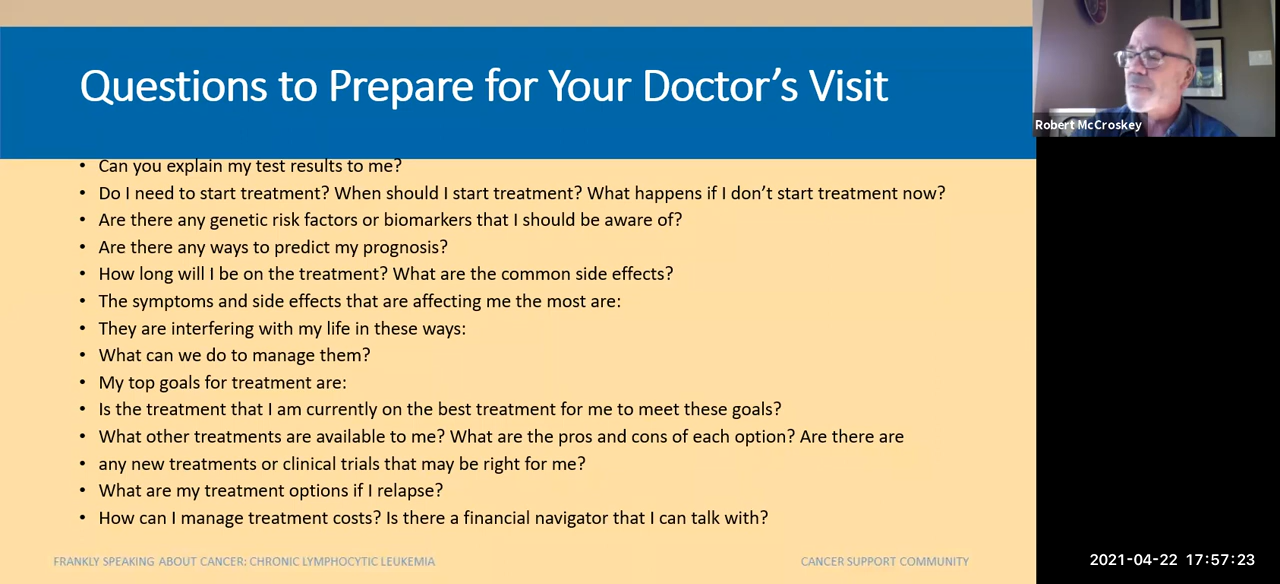 Questions to Prepare for Your Doctor's Visit
Robert McCroskey
• Can you explain my test results to me?
• Do I need to start treatment? When should I start treatment? What happens if I don't start treatment now?
• Are there any genetic risk factors or biomarkers that I should be aware of?
• Are there any ways to predict my prognosis?
• How long will I be on the treatment? What are the common side effects?
• The symptoms and side effects that are affecting me the most are:
• They are interfering with my life in these ways:
• What can we do to manage them?
• My top goals for treatment are:
• Is the treatment that I am currently on the best treatment for me to meet these goals?
• What other treatments are available to me? What are the pros and cons of each option? Are there are
• any new treatments or clinical trials that may be right for me?
• What are my treatment options if I relapse?
• How can I manage treatment costs? Is there a financial navigator that I can talk with?
FRANKLY SPEAKING ABOUT CANCER: CHRONIC LYMPHOCYTIC LEUKEMIA
CANCER SUPPORT COMMUNITY
2021-04-22 17:57:23